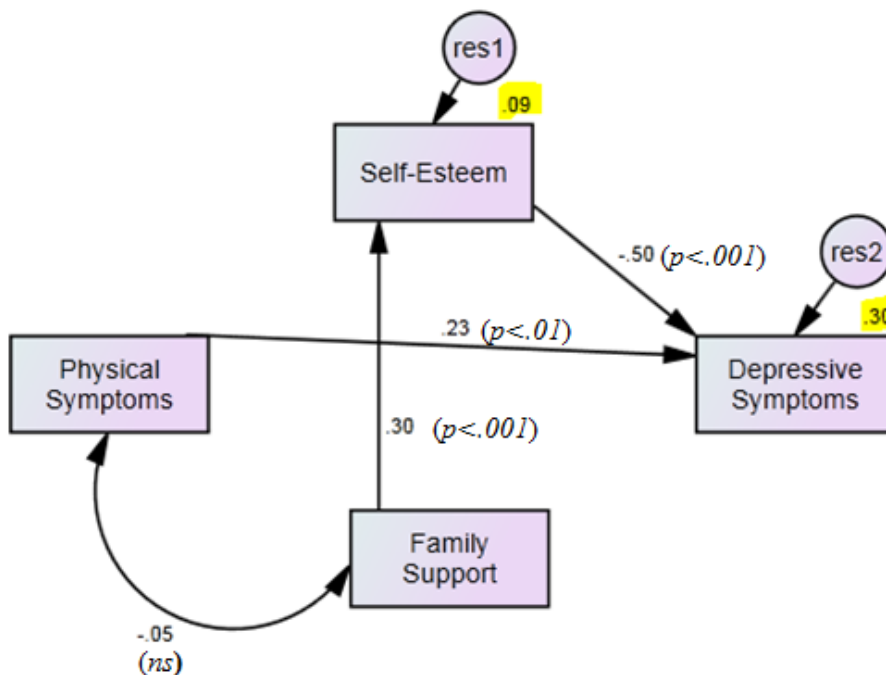 res1
.09
Self-Esteem
-.50 (p<.001)
res2
.30
.23 (p<.01)
Physical
Symptoms
Depressive
Symptoms
.30 (p<.001)
Family
Support
-.05
(ns)